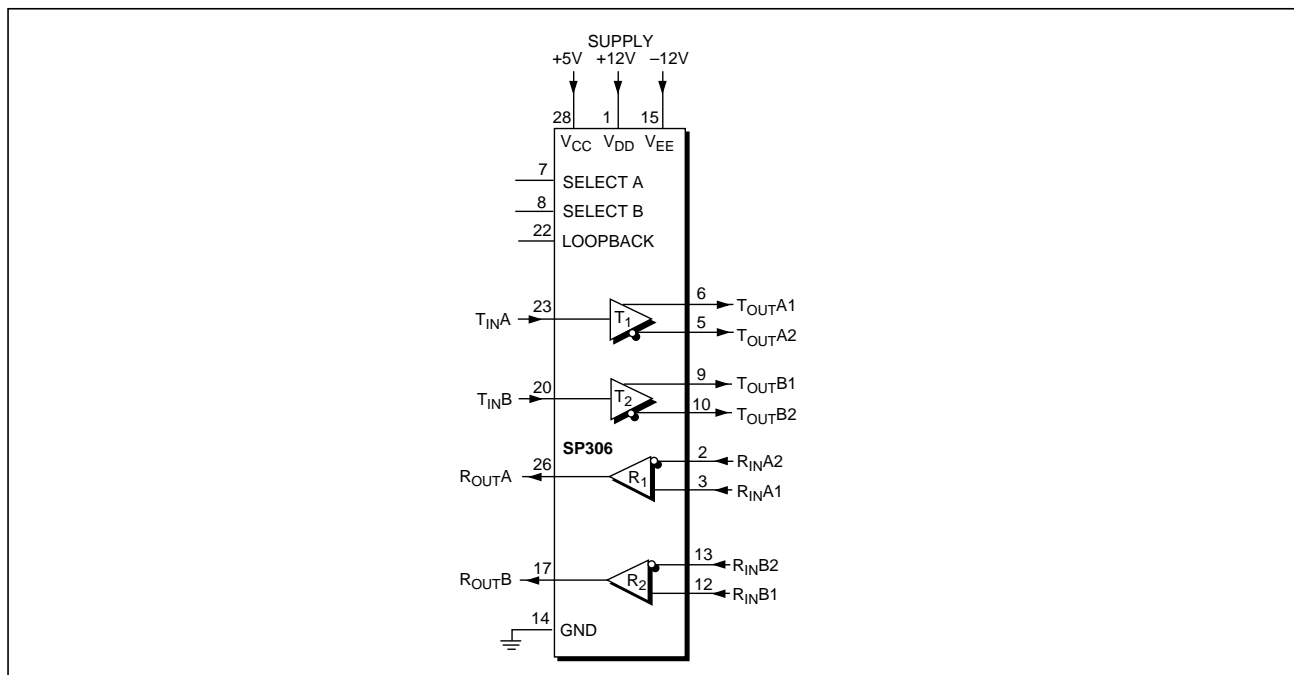 SUPPLY
+5V +12V –12V
28 1 15
VCC VDD VEE
7 SELECT A
8 SELECT B
22 LOOPBACK
TINA 23 T1 6 TOUTA1
5 TOUTA2
TINB 20 T2 9 TOUTB1
10 TOUTB2
SP306
ROUTA 26 R1 2 RINA2
3 RINA1
ROUTB 17 R2 13 RINB2
12 RINB1
14 GND